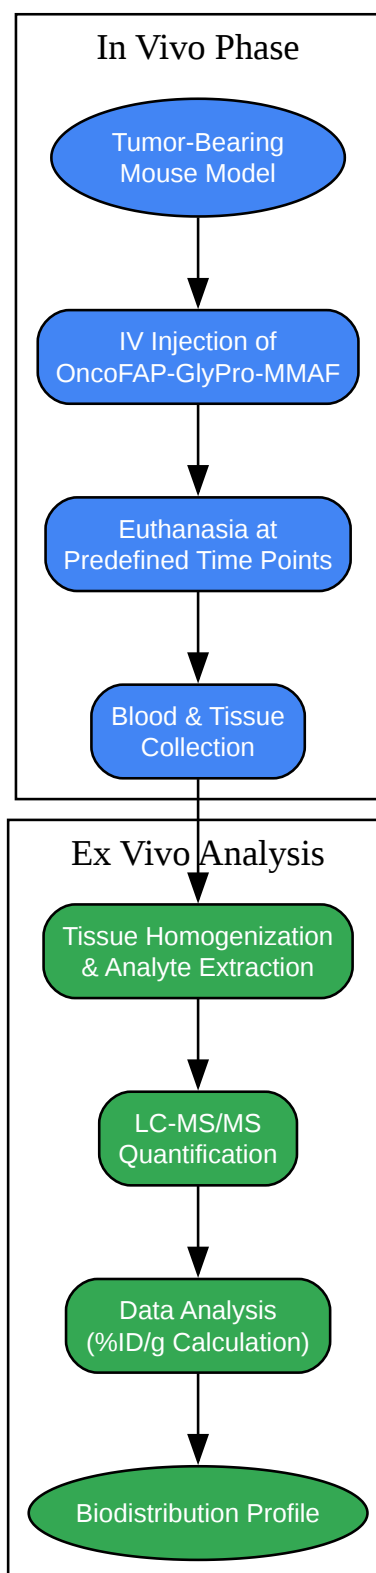 In Vivo Phase
Tumor-Bearing
Mouse Model
IV Injection of
OncoFAP-GlyPro-MMAF
Euthanasia at
Predefined Time Points
Blood & Tissue
Collection
Ex Vivo Analysis
Tissue Homogenization
& Analyte Extraction
LC-MS/MS
Quantification
Data Analysis
(%ID/g Calculation)
Biodistribution Profile